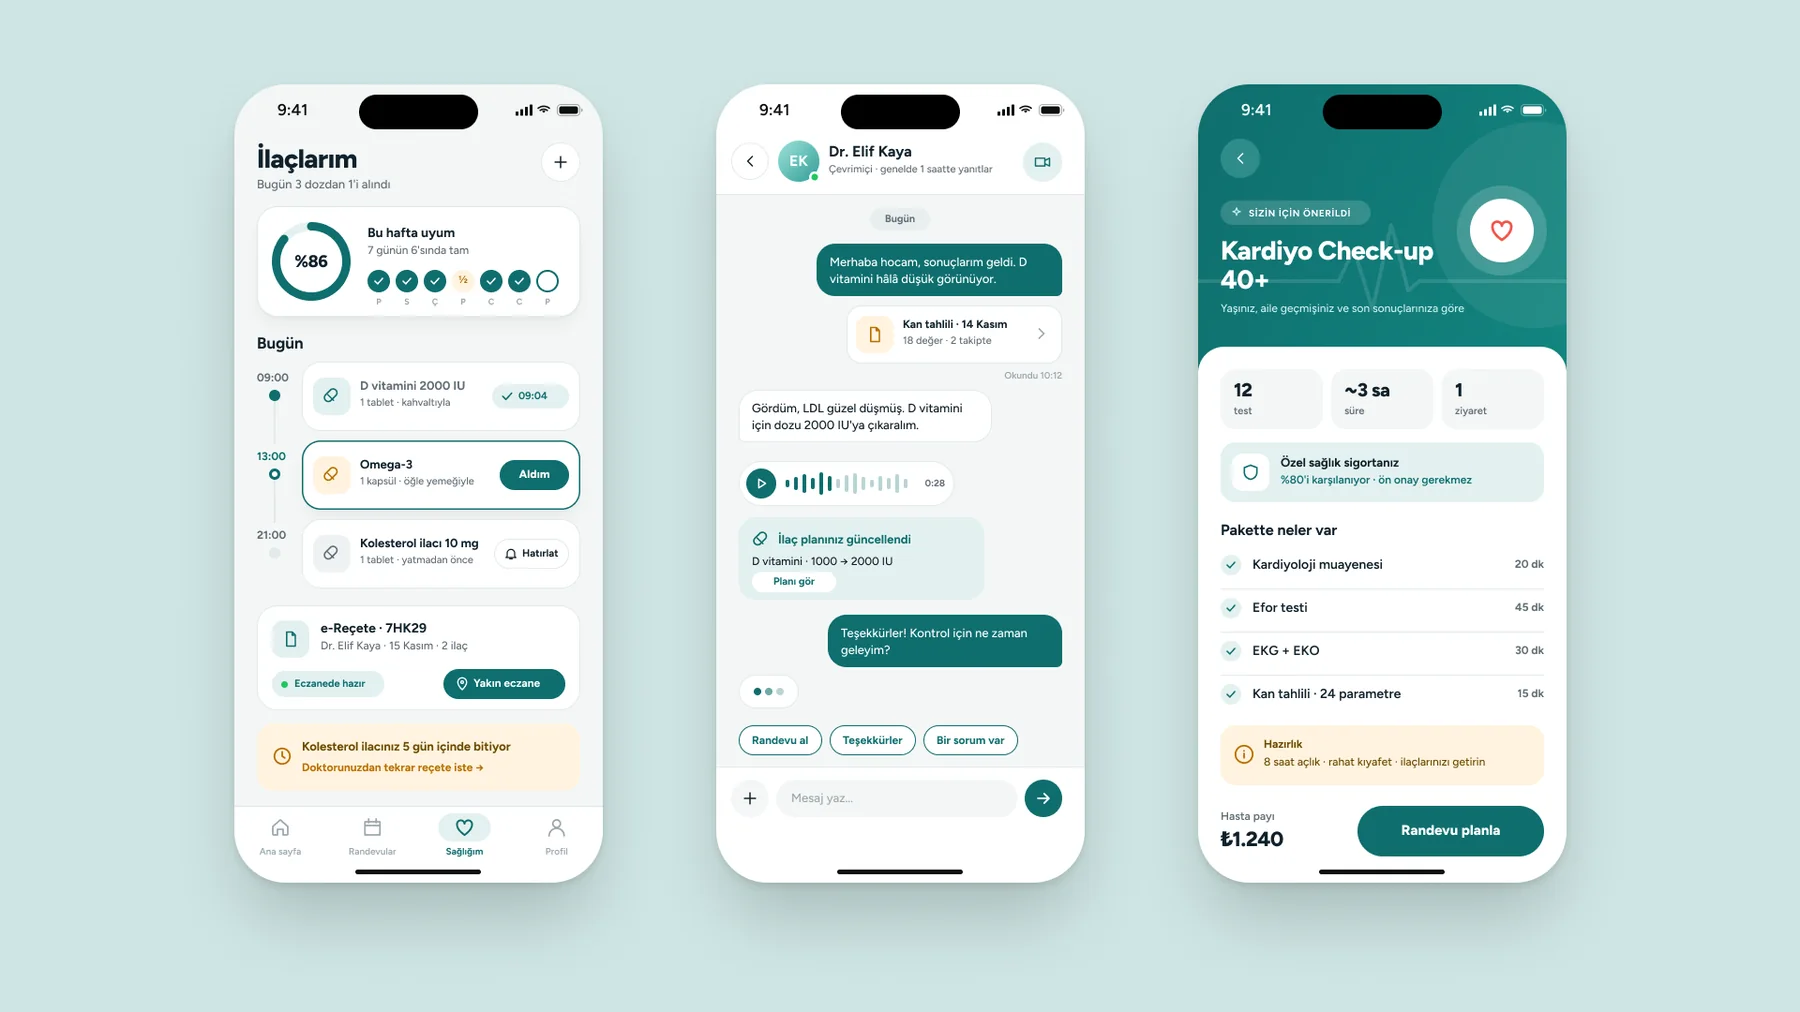 9:41
İlaçlarım
Bugün 3 dozdan 1'i alındı
%86
Bu hafta uyum
7 günün 6'sında tam
½
P S Ç P C C P
Bugün
09:00
D vitamini 2000 IU
1 tablet · kahvaltıyla
09:04
13:00
Omega-3
1 kapsül · öğle yemeğiyle
Aldım
21:00
Kolesterol ilacı 10 mg
1 tablet · yatmadan önce
Hatırlat
e-Reçete · 7HK29
Dr. Elif Kaya · 15 Kasım · 2 ilaç
Eczanede hazır
Yakın eczane
Kolesterol ilacınız 5 gün içinde bitiyor
Doktorunuzdan tekrar reçete iste →
Ana sayfa
Randevular
Sağlığım
Profil
9:41
EK
Dr. Elif Kaya
Çevrimiçi · genelde 1 saatte yanıtlar
Bugün
Merhaba hocam, sonuçlarım geldi. D
vitamini hâlâ düşük görünüyor.
Kan tahlili · 14 Kasım
18 değer · 2 takipte
Okundu 10:12
Gördüm, LDL güzel düşmüş. D vitamini
için dozu 2000 IU'ya çıkaralım.
0:28
İlaç planınız güncellendi
D vitamini · 1000 → 2000 IU
Planı gör
Teşekkürler! Kontrol için ne zaman
geleyim?
Randevu al
Teşekkürler
Bir sorum var
Mesaj yaz...
9:41
SİZİN İÇİN ÖNERİLDİ
Kardiyo Check-up
40+
Yaşınız, aile geçmişiniz ve son sonuçlarınıza göre
12
test
~3 sa
süre
1
ziyaret
Özel sağlık sigortanız
%80'i karşılanıyor · ön onay gerekmez
Pakette neler var
Kardiyoloji muayenesi
20 dk
Efor testi
45 dk
EKG + EKO
30 dk
Kan tahlili · 24 parametre
15 dk
Hazırlık
8 saat açlık · rahat kıyafet · ilaçlarınızı getirin
Hasta payı
₺1.240
Randevu planla